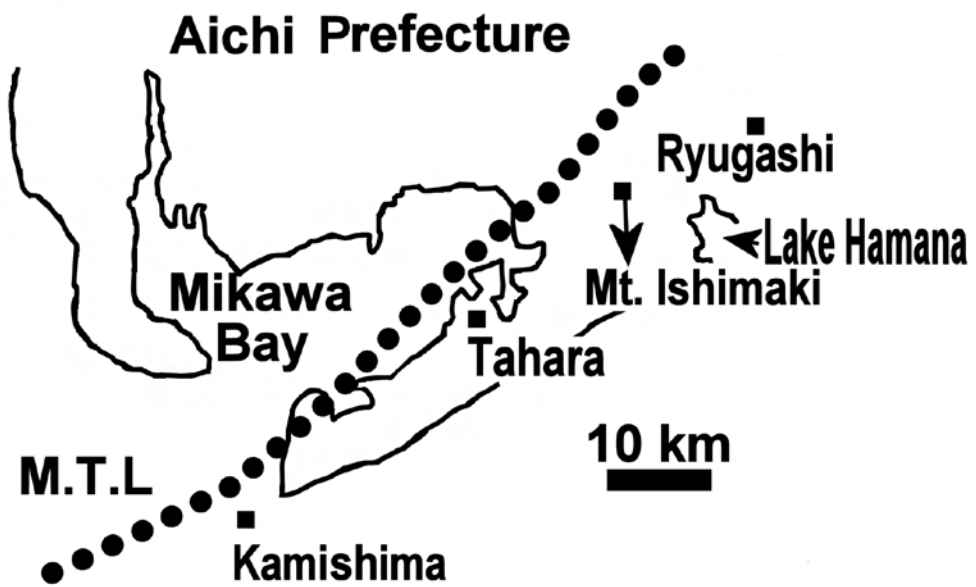 Aichi Prefecture
Ryugashi
Lake Hamana
Mt. Ishimaki
Mikawa
Bay
Tahara
10 km
M.T.L
Kamishima